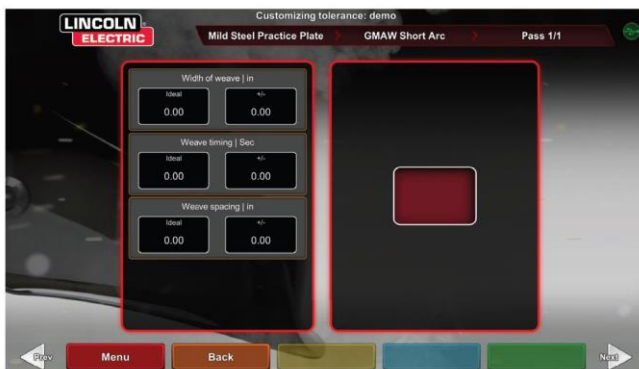 Customizing tolerance: demo
LINCOLN
ELECTRIC
Mild Steel Practice Plate > GMAW Short Arc > Pass 1/1
Width of weave | in
Ideal +/-
0.00 0.00
Weave timing | Sec
Ideal +/-
0.00 0.00
Weave spacing | in
Ideal +/-
0.00 0.00
Prev Menu Back Next